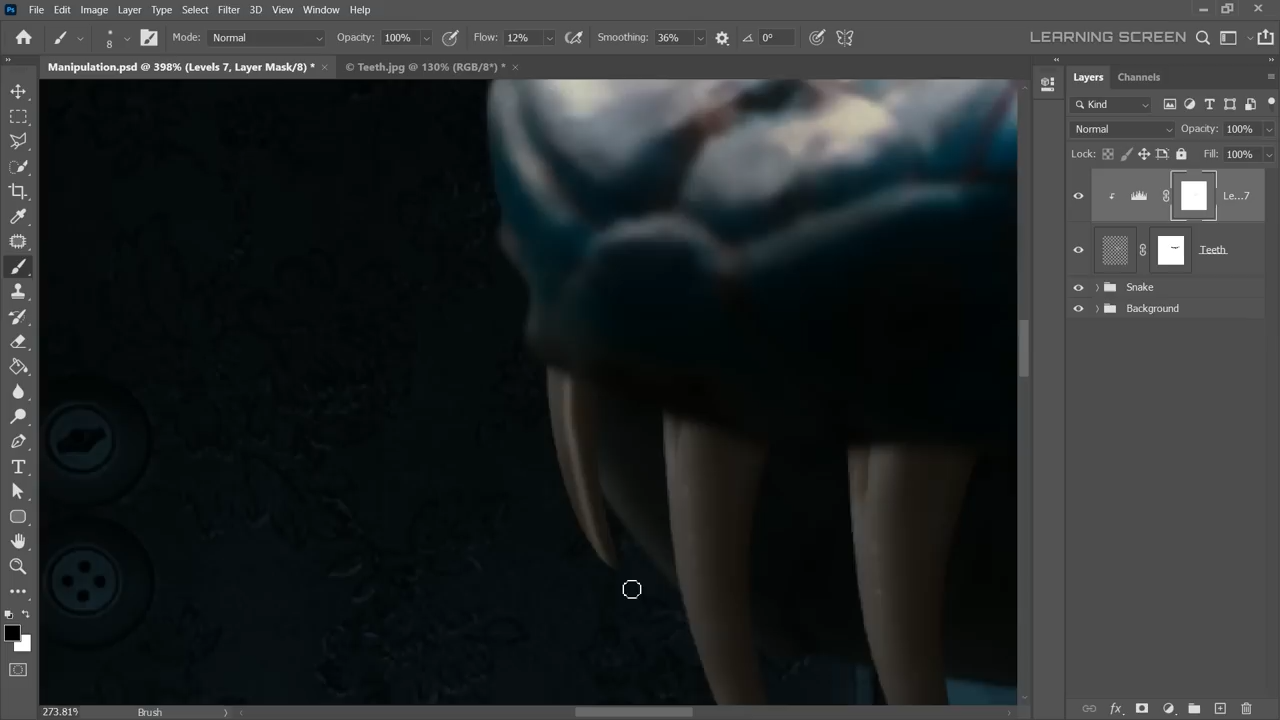 Ps File Edit Image Layer Type Select Filter 3D View Window Help
8 Mode: Normal Opacity: 100% Flow: 12% Smoothing: 36% 0° LEARNING SCREEN
Manipulation.psd @ 398% (Levels 7, Layer Mask/8) * × © Teeth.jpg @ 130% (RGB/8*) * ×
Layers Channels
Kind
Normal Opacity: 100%
Lock: Fill: 100%
Le...7
Teeth
Snake
Background
273.81% Brush